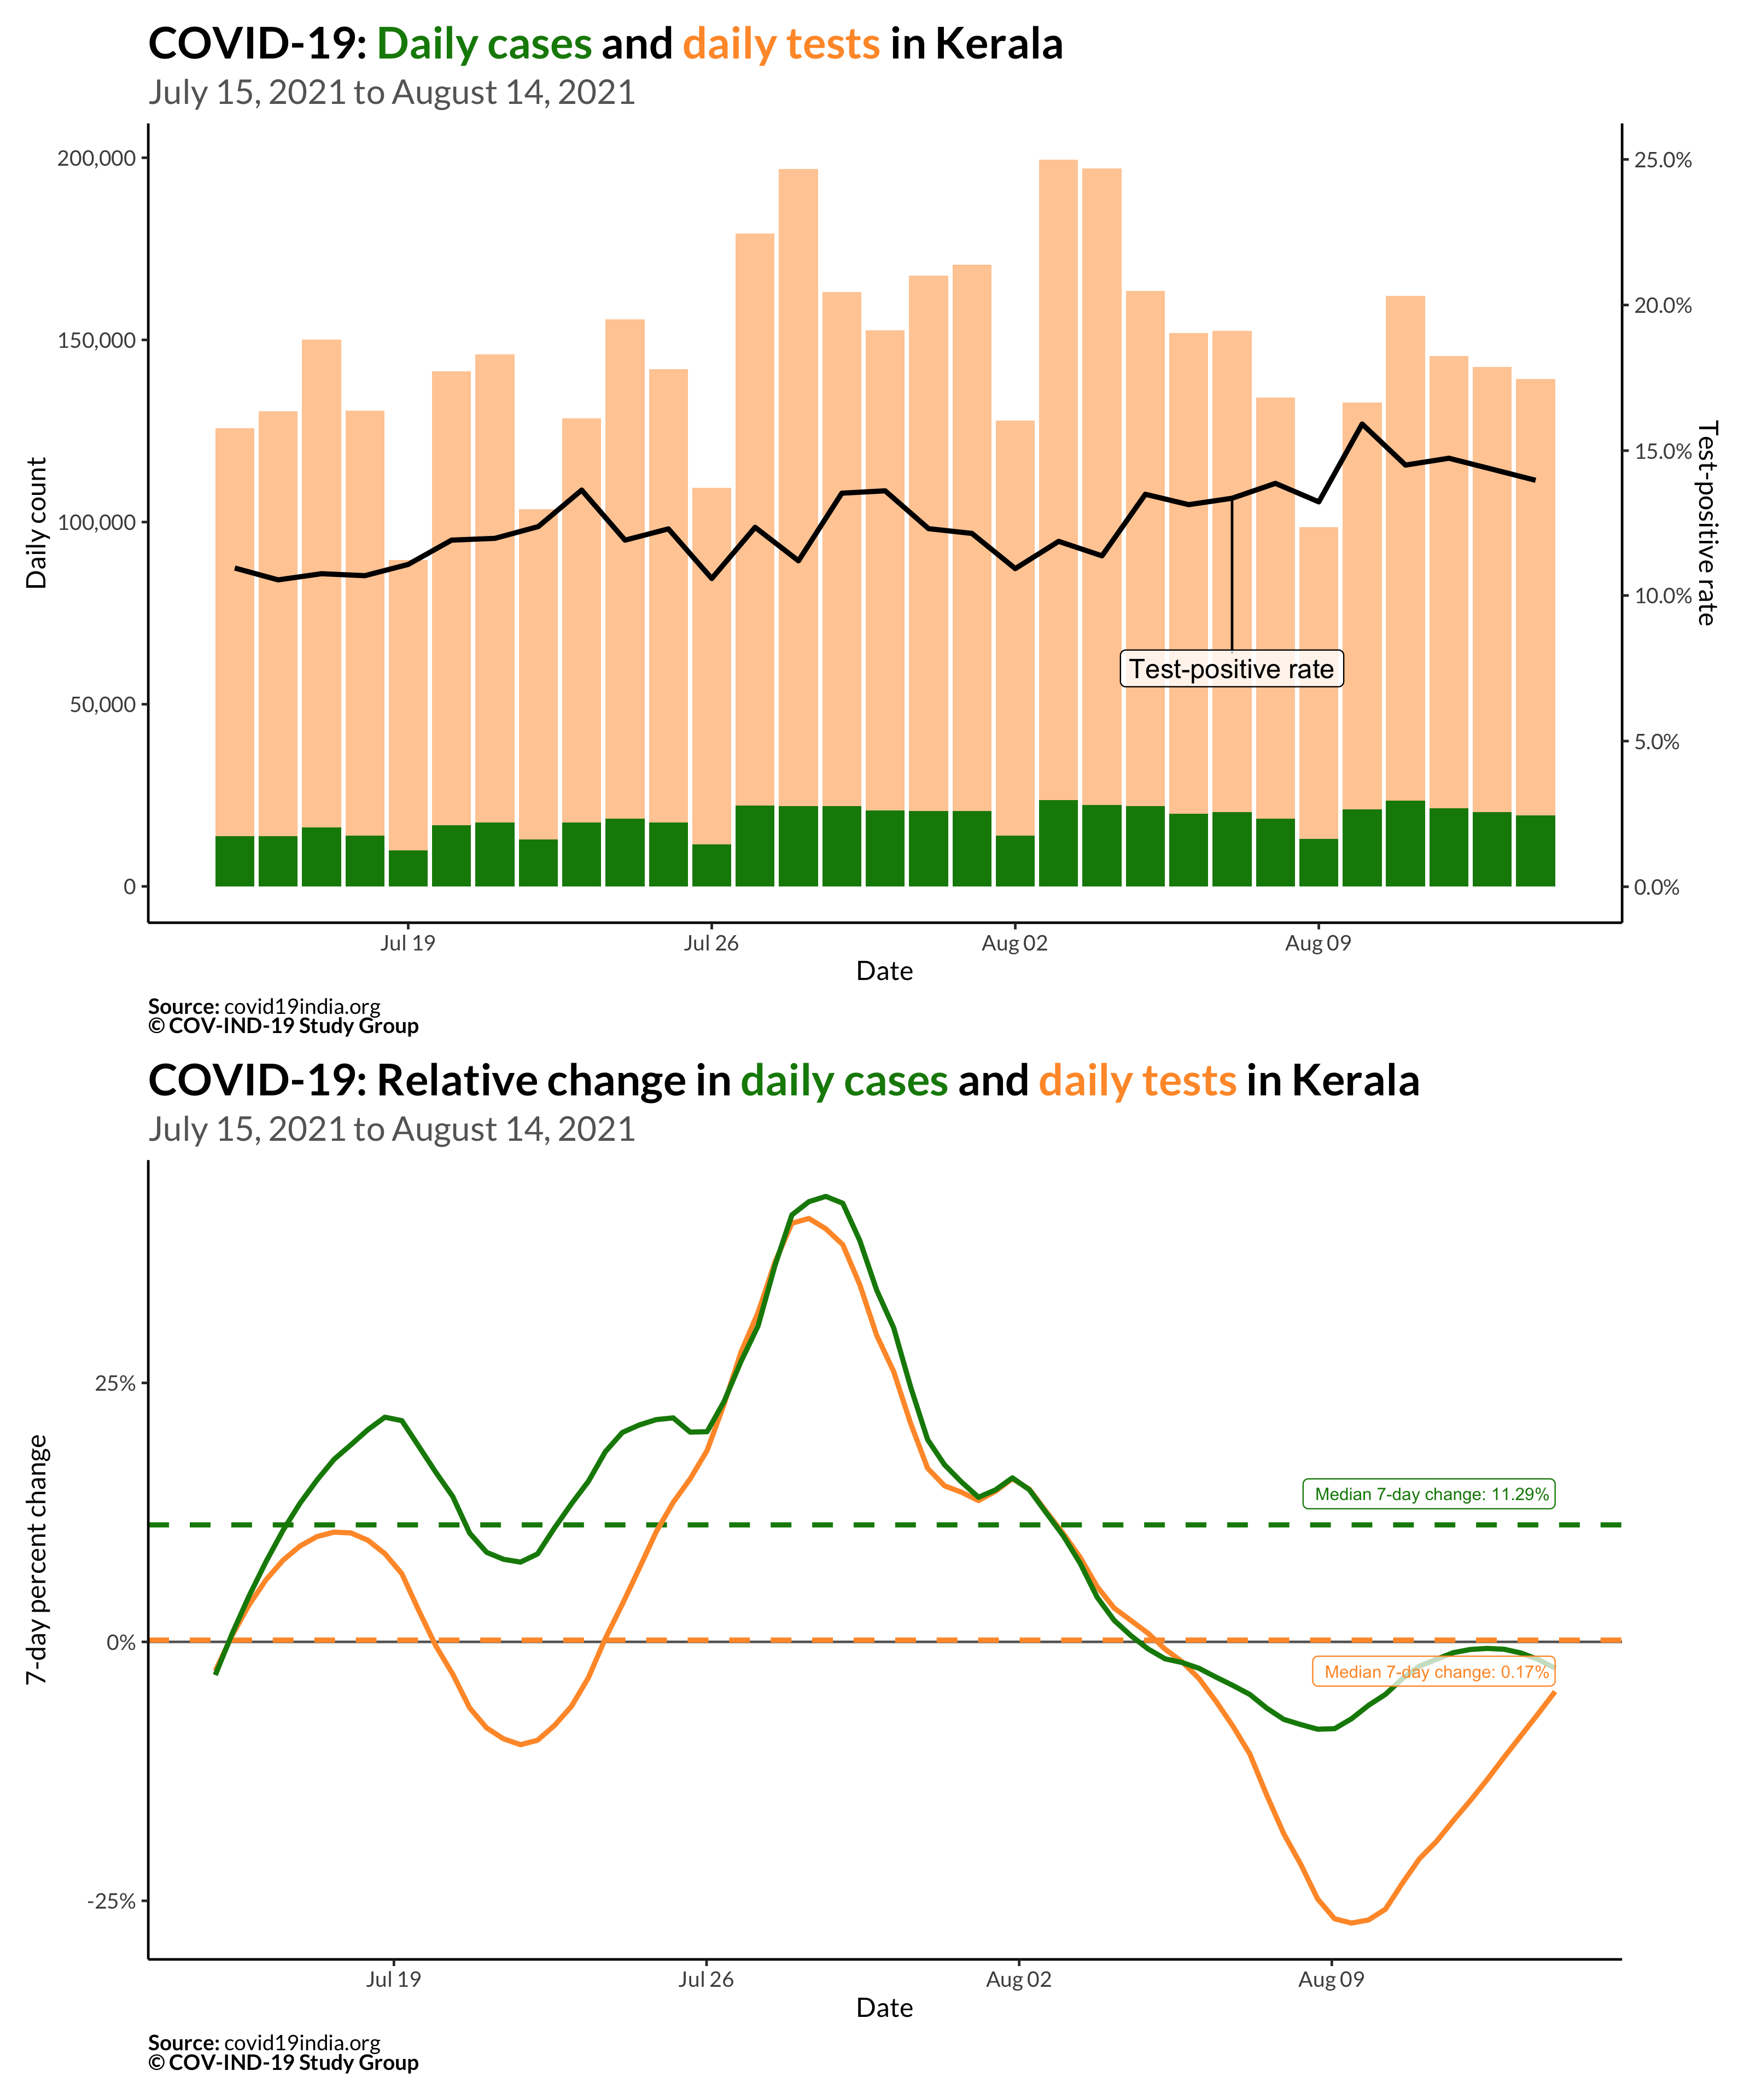 COVID-19: Daily cases and daily tests in Kerala
July 15, 2021 to August 14, 2021
200,000
150,000
100,000
50,000
0
Daily count
25.0%
20.0%
15.0%
10.0%
5.0%
0.0%
Test-positive rate
Test-positive rate
Jul 19
Jul 26
Aug 02
Aug 09
Date
Source: covid19india.org
© COV-IND-19 Study Group
COVID-19: Relative change in daily cases and daily tests in Kerala
July 15, 2021 to August 14, 2021
25%
0%
-25%
7-day percent change
Median 7-day change: 11.29%
Median 7-day change: 0.17%
Jul 19
Jul 26
Aug 02
Aug 09
Date
Source: covid19india.org
© COV-IND-19 Study Group